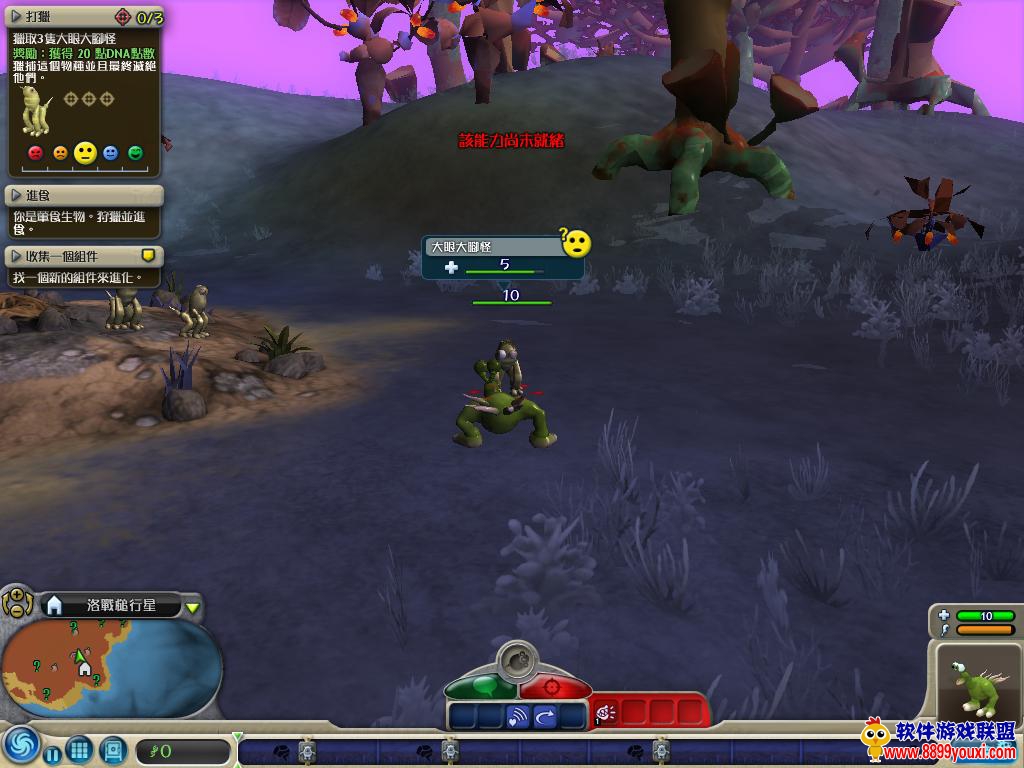 打獵
0/3
獵取3隻大眼大腳怪
獎勵：獲得 20 點DNA點數
獵捕這個物種並且最終滅絕
他們。
進食
你是葷食生物。狩獵並進
食。
收集一個組件
找一個新的組件來進化。
該能力尚未就緒
大眼大腳怪
?
5
10
洛戰鎚行星
?
?
?
?
?
?
10
1
0
软件游戏联盟
www.8899youxi.com